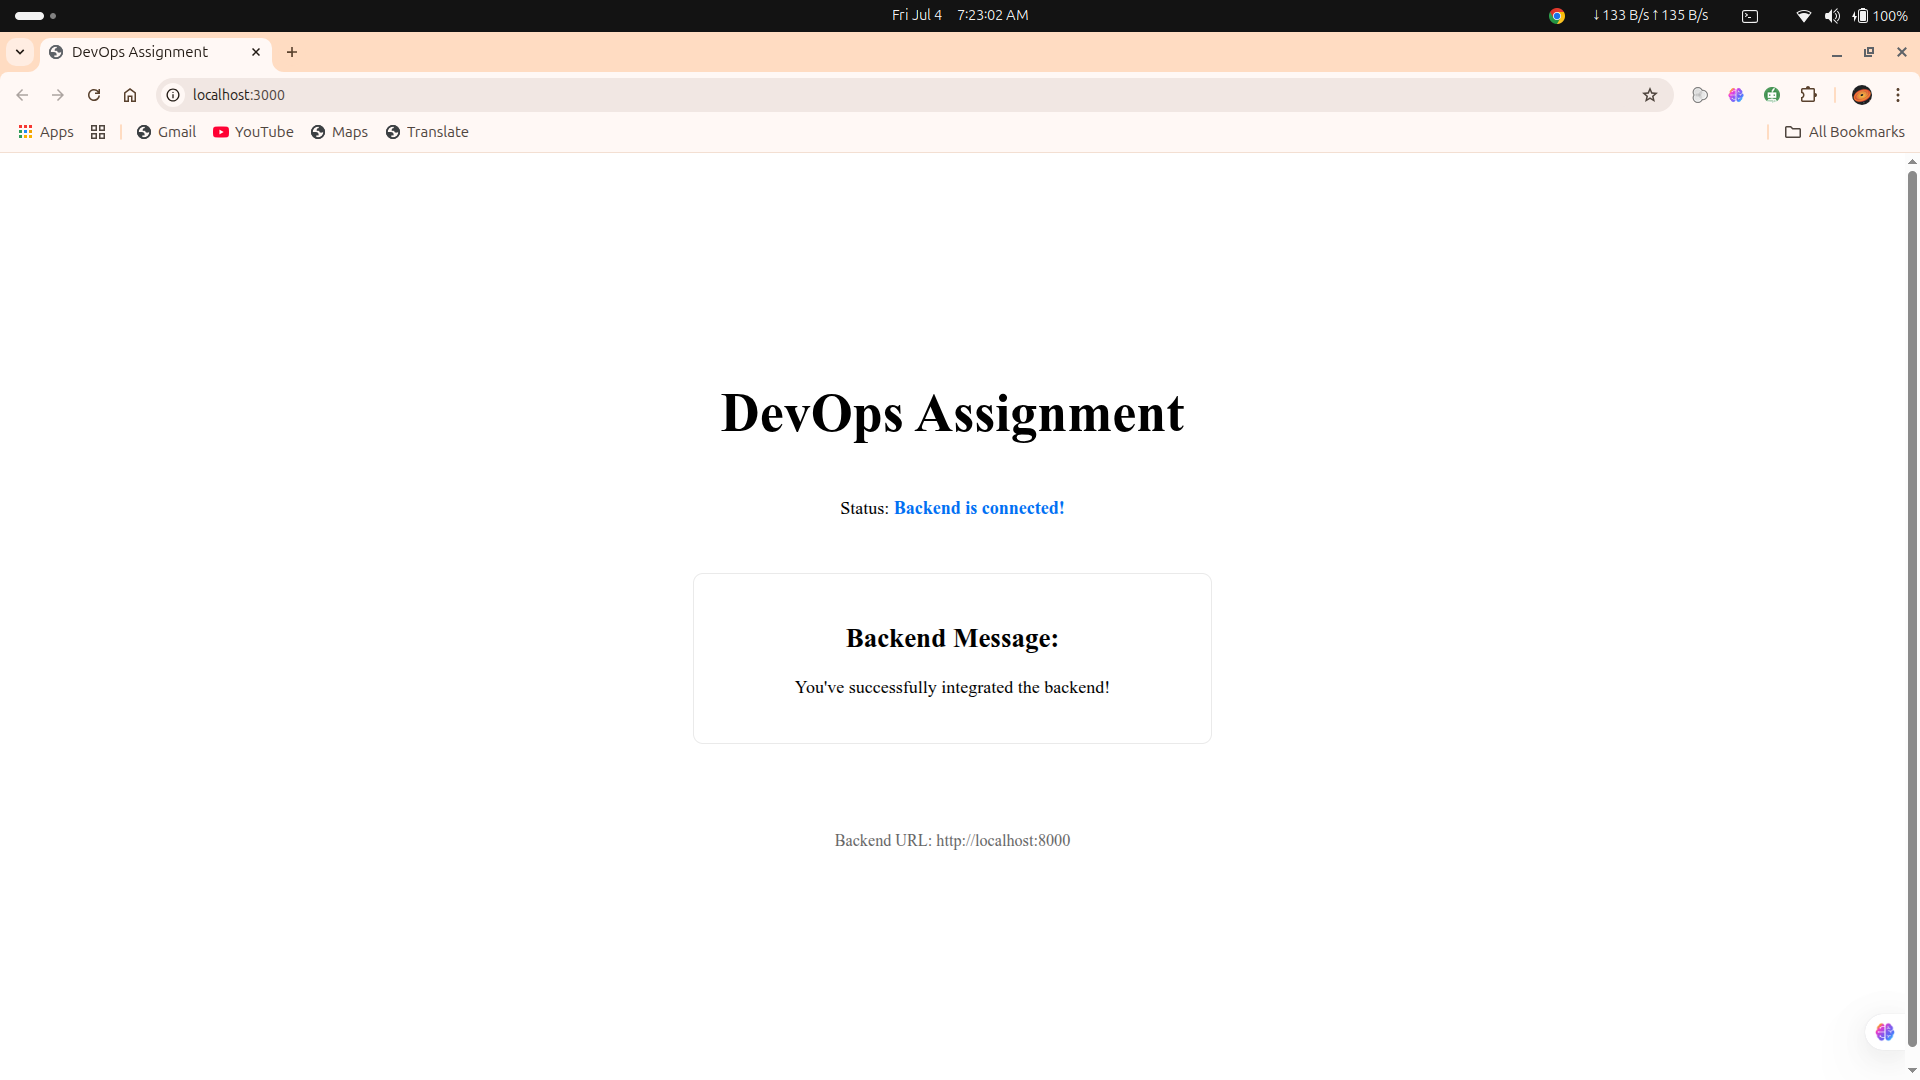 Fri Jul 4 7:23:02 AM
↓133 B/s↑135 B/s
100%
DevOps Assignment
localhost:3000
Apps
Gmail
YouTube
Maps
Translate
All Bookmarks
DevOps Assignment
Status: Backend is connected!
Backend Message:
You've successfully integrated the backend!
Backend URL: http://localhost:8000